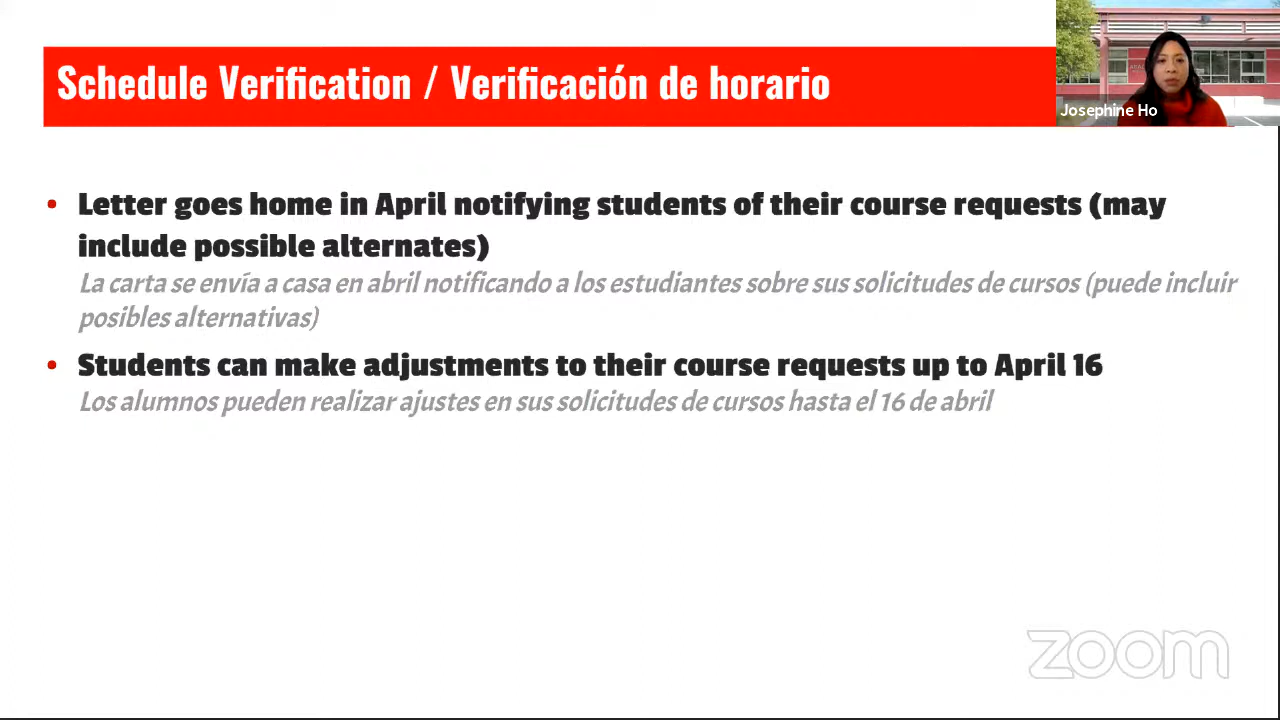 Schedule Verification / Verificación de horario
Josephine Ho
• Letter goes home in April notifying students of their course requests (may
include possible alternates)
La carta se envía a casa en abril notificando a los estudiantes sobre sus solicitudes de cursos (puede incluir
posibles alternativas)
• Students can make adjustments to their course requests up to April 16
Los alumnos pueden realizar ajustes en sus solicitudes de cursos hasta el 16 de abril
zoom